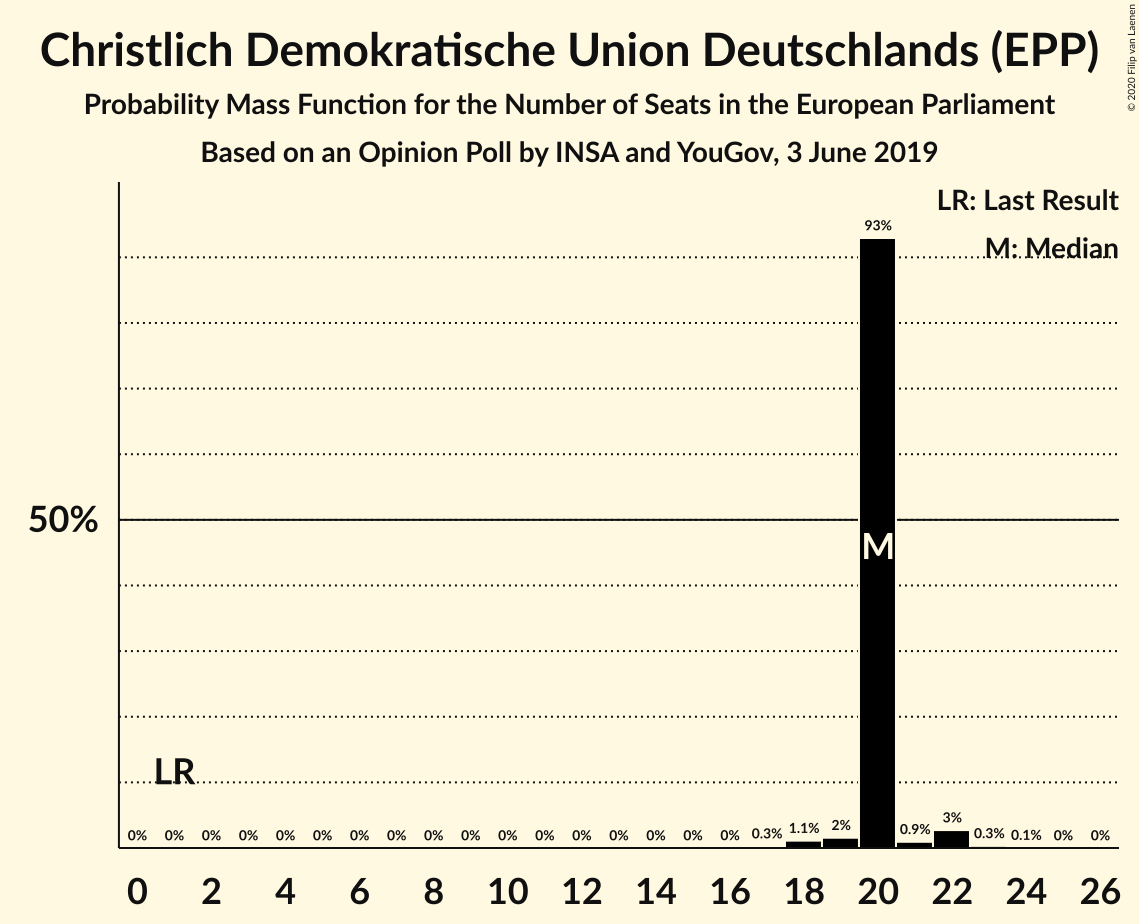 Christlich Demokratische Union Deutschlands (EPP)
Probability Mass Function for the Number of Seats in the European Parliament
Based on an Opinion Poll by INSA and YouGov, 3 June 2019
© 2020 Filip van Laenen
LR: Last Result
M: Median
93%
50%
M
LR
0% 0% 0% 0% 0% 0% 0% 0% 0% 0% 0% 0% 0% 0% 0% 0% 0% 0.3% 1.1% 2% 0.9% 3% 0.3% 0.1% 0% 0%
0 2 4 6 8 10 12 14 16 18 20 22 24 26